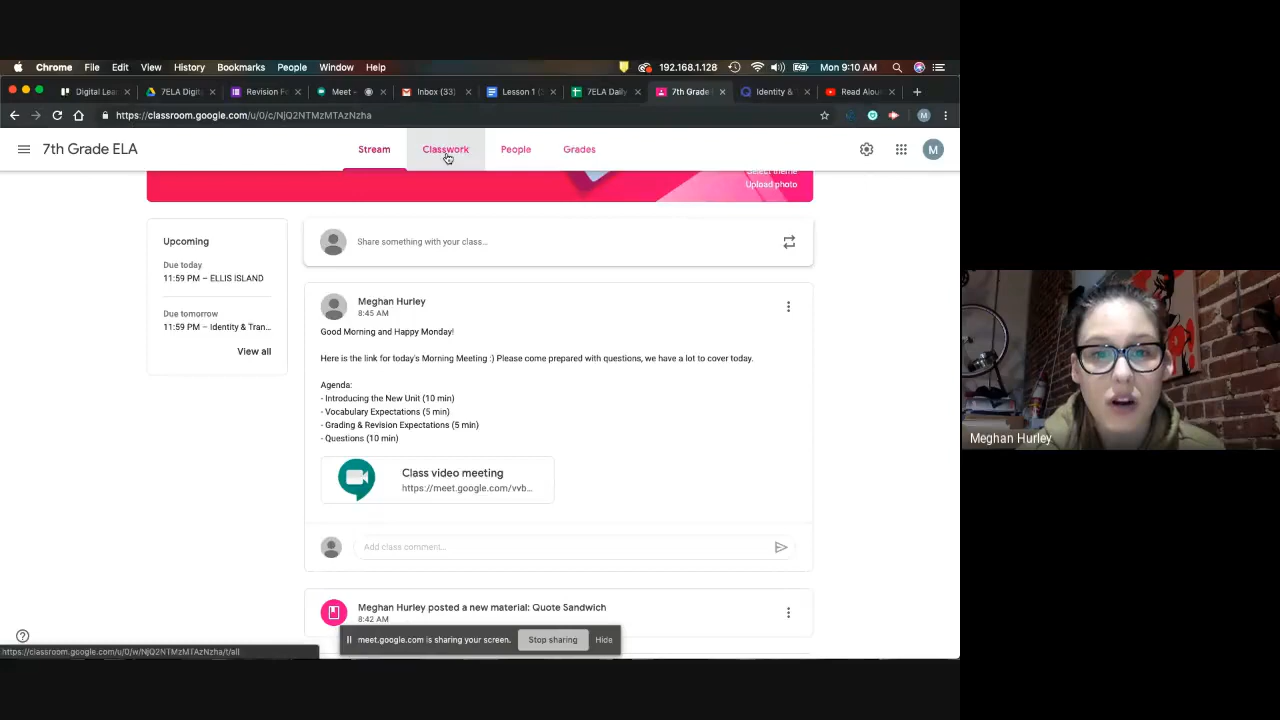 Chrome File Edit View History Bookmarks People Window Help 192.168.1.128 Mon 9:10 AM
Digital Lea 7ELA Digit Revision Fo Meet - Inbox (33) Lesson 1 (3 7ELA Daily 7th Grade Identity & T Read Alou
https://classroom.google.com/u/0/c/NjQ2NTMzMTAzNzha
7th Grade ELA Stream Classwork People Grades M
Select theme
Upload photo
Upcoming
Due today
11:59 PM – ELLIS ISLAND
Due tomorrow
11:59 PM – Identity & Tran...
View all
Share something with your class...
Meghan Hurley
8:45 AM
Good Morning and Happy Monday!
Here is the link for today's Morning Meeting :) Please come prepared with questions, we have a lot to cover today.
Agenda:
- Introducing the New Unit (10 min)
- Vocabulary Expectations (5 min)
- Grading & Revision Expectations (5 min)
- Questions (10 min)
Class video meeting
https://meet.google.com/vvb...
Add class comment...
Meghan Hurley posted a new material: Quote Sandwich
8:42 AM
meet.google.com is sharing your screen. Stop sharing Hide
https://classroom.google.com/u/0/w/NjQ2NTMzMTAzNzha/t/all
Meghan Hurley